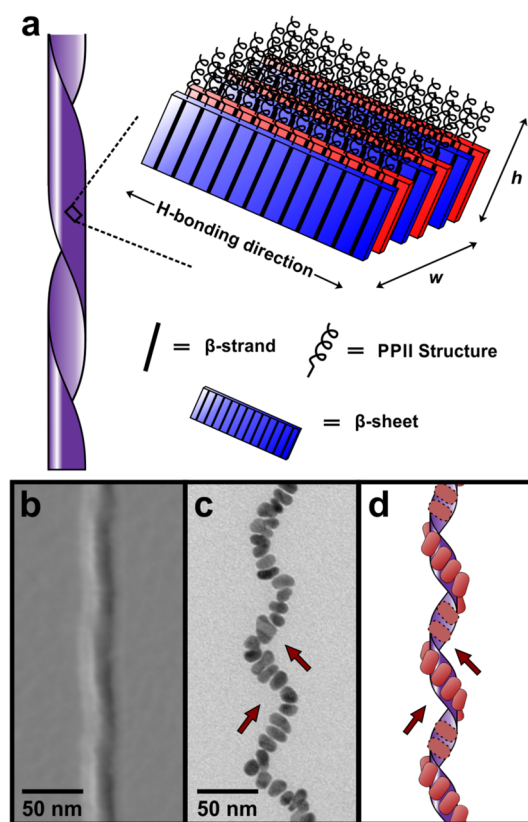 a
h
w
H-bonding direction
= β-strand
= PPII Structure
= β-sheet
b
c
d
50 nm
50 nm